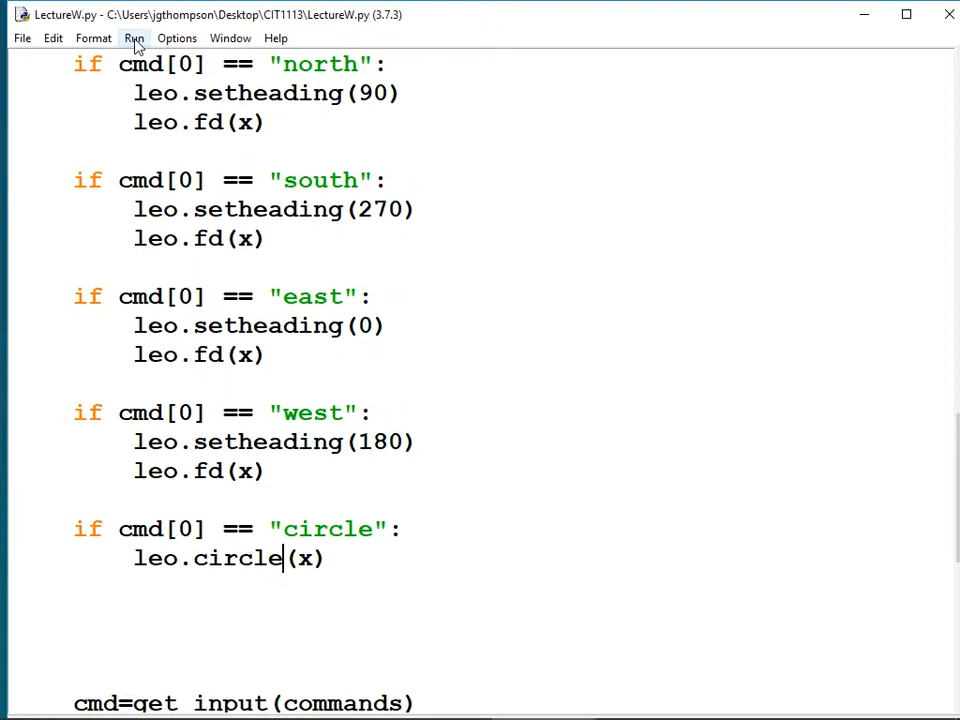 LectureW.py - C:\Users\jgthompson\Desktop\CIT1113\LectureW.py (3.7.3)
File Edit Format Run Options Window Help
if cmd[0] == "north":
leo.setheading(90)
leo.fd(x)
if cmd[0] == "south":
leo.setheading(270)
leo.fd(x)
if cmd[0] == "east":
leo.setheading(0)
leo.fd(x)
if cmd[0] == "west":
leo.setheading(180)
leo.fd(x)
if cmd[0] == "circle":
leo.circle(x)
cmd=get_input(commands)